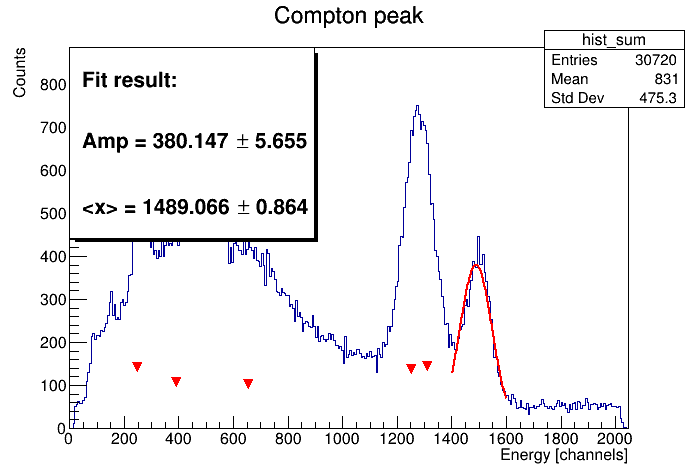 Compton peak
hist_sum
Entries 30720
Mean 831
Std Dev 475.3
Counts
Fit result:
Amp = 380.147 ± 5.655
<x> = 1489.066 ± 0.864
800
700
600
500
400
300
200
100
0
0 200 400 600 800 1000 1200 1400 1600 1800 2000
Energy [channels]